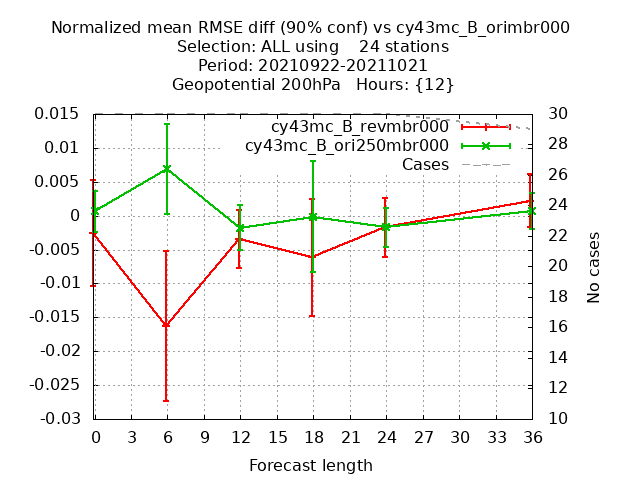 Normalized mean RMSE diff (90% conf) vs cy43mc_B_orimbr000
Selection: ALL using    24 stations
Period: 20210922-20211021
Geopotential 200hPa   Hours: {12}
cy43mc_B_revmbr000
cy43mc_B_ori250mbr000
Cases
0.015
0.01
0.005
0
-0.005
-0.01
-0.015
-0.02
-0.025
-0.03
30
28
26
24
22
20
18
16
14
12
10
No cases
0 3 6 9 12 15 18 21 24 27 30 33 36
Forecast length